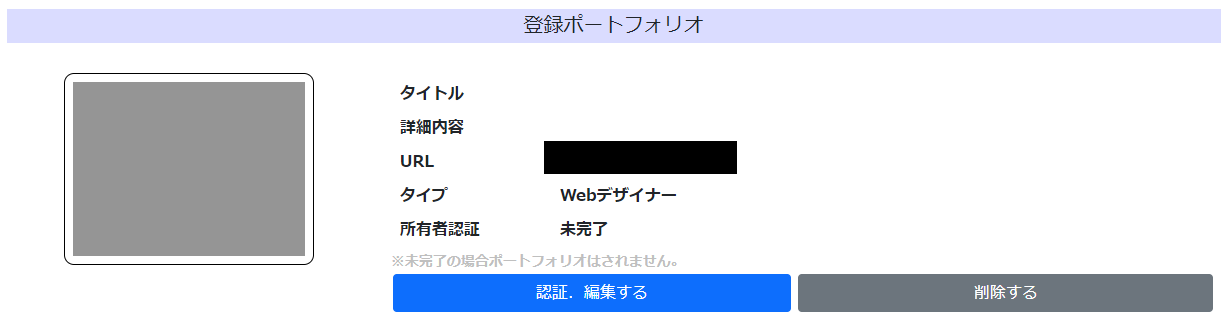 登録ポートフォリオ
タイトル
詳細内容
URL
タイプ Webデザイナー
所有者認証 未完了
※未完了の場合ポートフォリオはされません。
認証．編集する 削除する